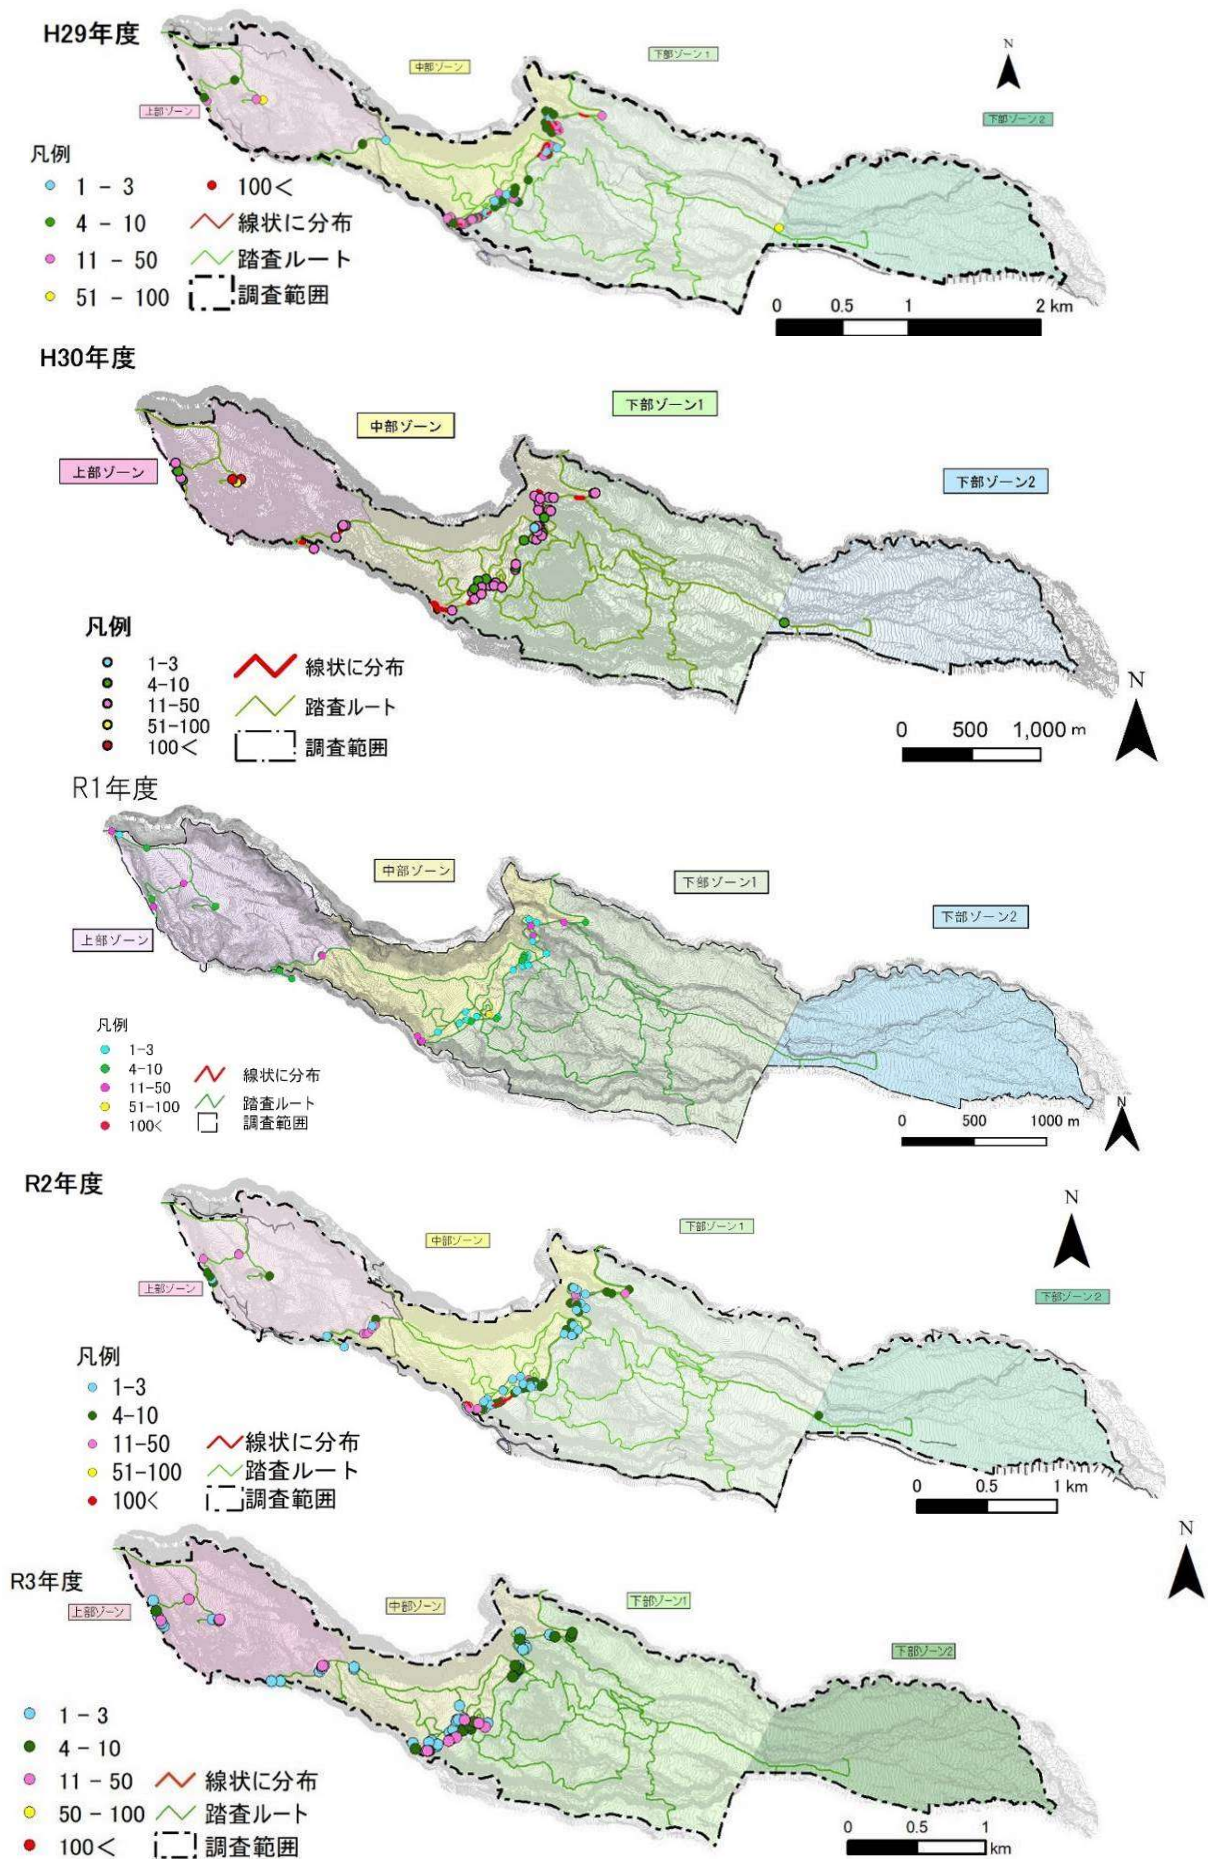 H29年度
中部ゾーン
下部ゾーン1
N
上部ゾーン
下部ゾーン2
凡例
1 - 3
100<
4 - 10
線状に分布
11 - 50
踏査ルート
51 - 100
調査範囲
0 0.5 1 2 km
H30年度
中部ゾーン
下部ゾーン1
上部ゾーン
下部ゾーン2
凡例
1-3
線状に分布
4-10
11-50
踏査ルート
51-100
100<
調査範囲
N
0 500 1,000 m
R1年度
中部ゾーン
下部ゾーン1
下部ゾーン2
上部ゾーン
凡例
1-3
4-10
線状に分布
11-50
51-100
踏査ルート
100<
調査範囲
N
0 500 1000 m
R2年度
N
中部ゾーン
下部ゾーン1
上部ゾーン
下部ゾーン2
凡例
1-3
4-10
11-50
線状に分布
51-100
踏査ルート
100<
調査範囲
0 0.5 1 km
N
R3年度
上部ゾーン
中部ゾーン
下部ゾーン1
下部ゾーン2
1 - 3
4 - 10
11 - 50
線状に分布
50 - 100
踏査ルート
100<
調査範囲
0 0.5 1
km